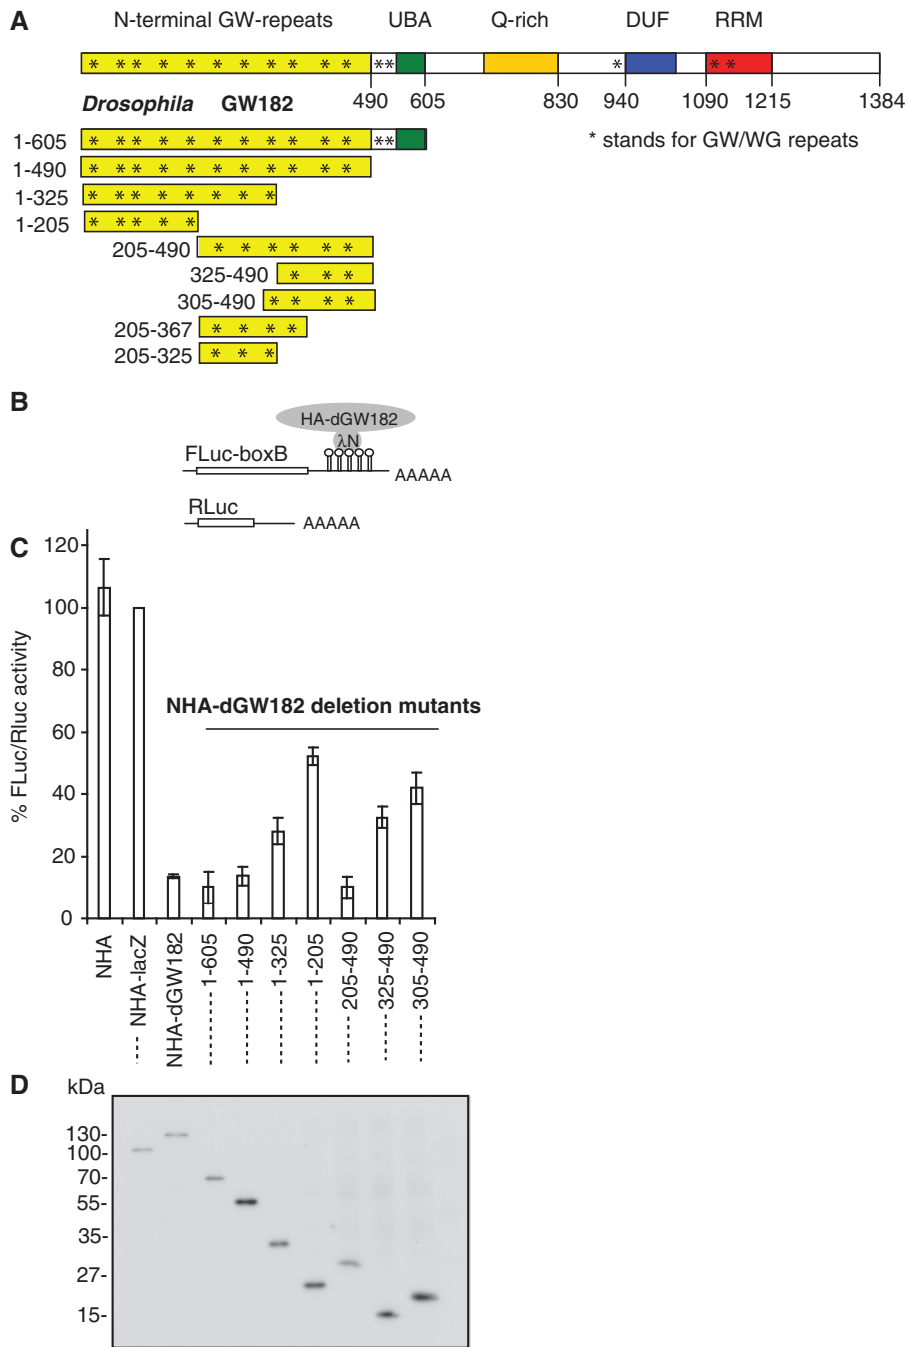 A
N-terminal GW-repeats UBA Q-rich DUF RRM
* ** * * * * * * * * ** * * *
490 605 830 940 1090 1215 1384
Drosophila GW182
* stands for GW/WG repeats
1-605 * ** * * * * * * * * **
1-490 * ** * * * * * * * *
1-325 * ** * * * * *
1-205 * ** * * *
205-490 * * * * * *
325-490 * * *
305-490 * * * *
205-367 * * * *
205-325 * * *
B
HA-dGW182
λN
FLuc-boxB
AAAAA
RLuc
AAAAA
C
% FLuc/Rluc activity
120
100
80
60
40
20
0
NHA-dGW182 deletion mutants
NHA
NHA-lacZ
NHA-dGW182
1-605
1-490
1-325
1-205
205-490
325-490
305-490
D
kDa
130-
100-
70-
55-
35-
27-
15-